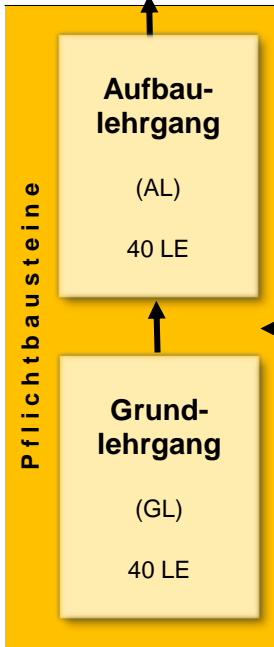 Aufbau-
lehrgang
(AL)
40 LE
Pflichtbausteine
Grund-
lehrgang
(GL)
40 LE